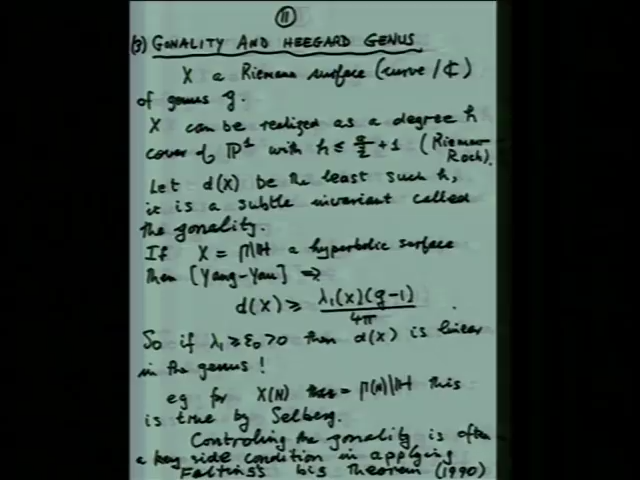 11
(3) GONALITY AND HEEGARD GENUS
X a Riemann surface (curve/ℂ)
of genus g.
X can be realized as a degree h
cover of P¹ with h ≤ g/2 + 1 (Riemann
Roch).
Let d(X) be the least such h,
it is a subtle invariant called
the gonality.
If X = Γ\ℍ a hyperbolic surface
then [Yang-Yau] ⇒
d(X) ≥ λ₁(X)(g-1)/4π
So if λ₁ ≥ ε₀ > 0 then d(X) is linear
in the genus!
eg for X(N) = Γ(N)\ℍ this
is true by Selberg.
Controling the gonality is often
a key side condition in applying
Faltings's big Theorem (1990)